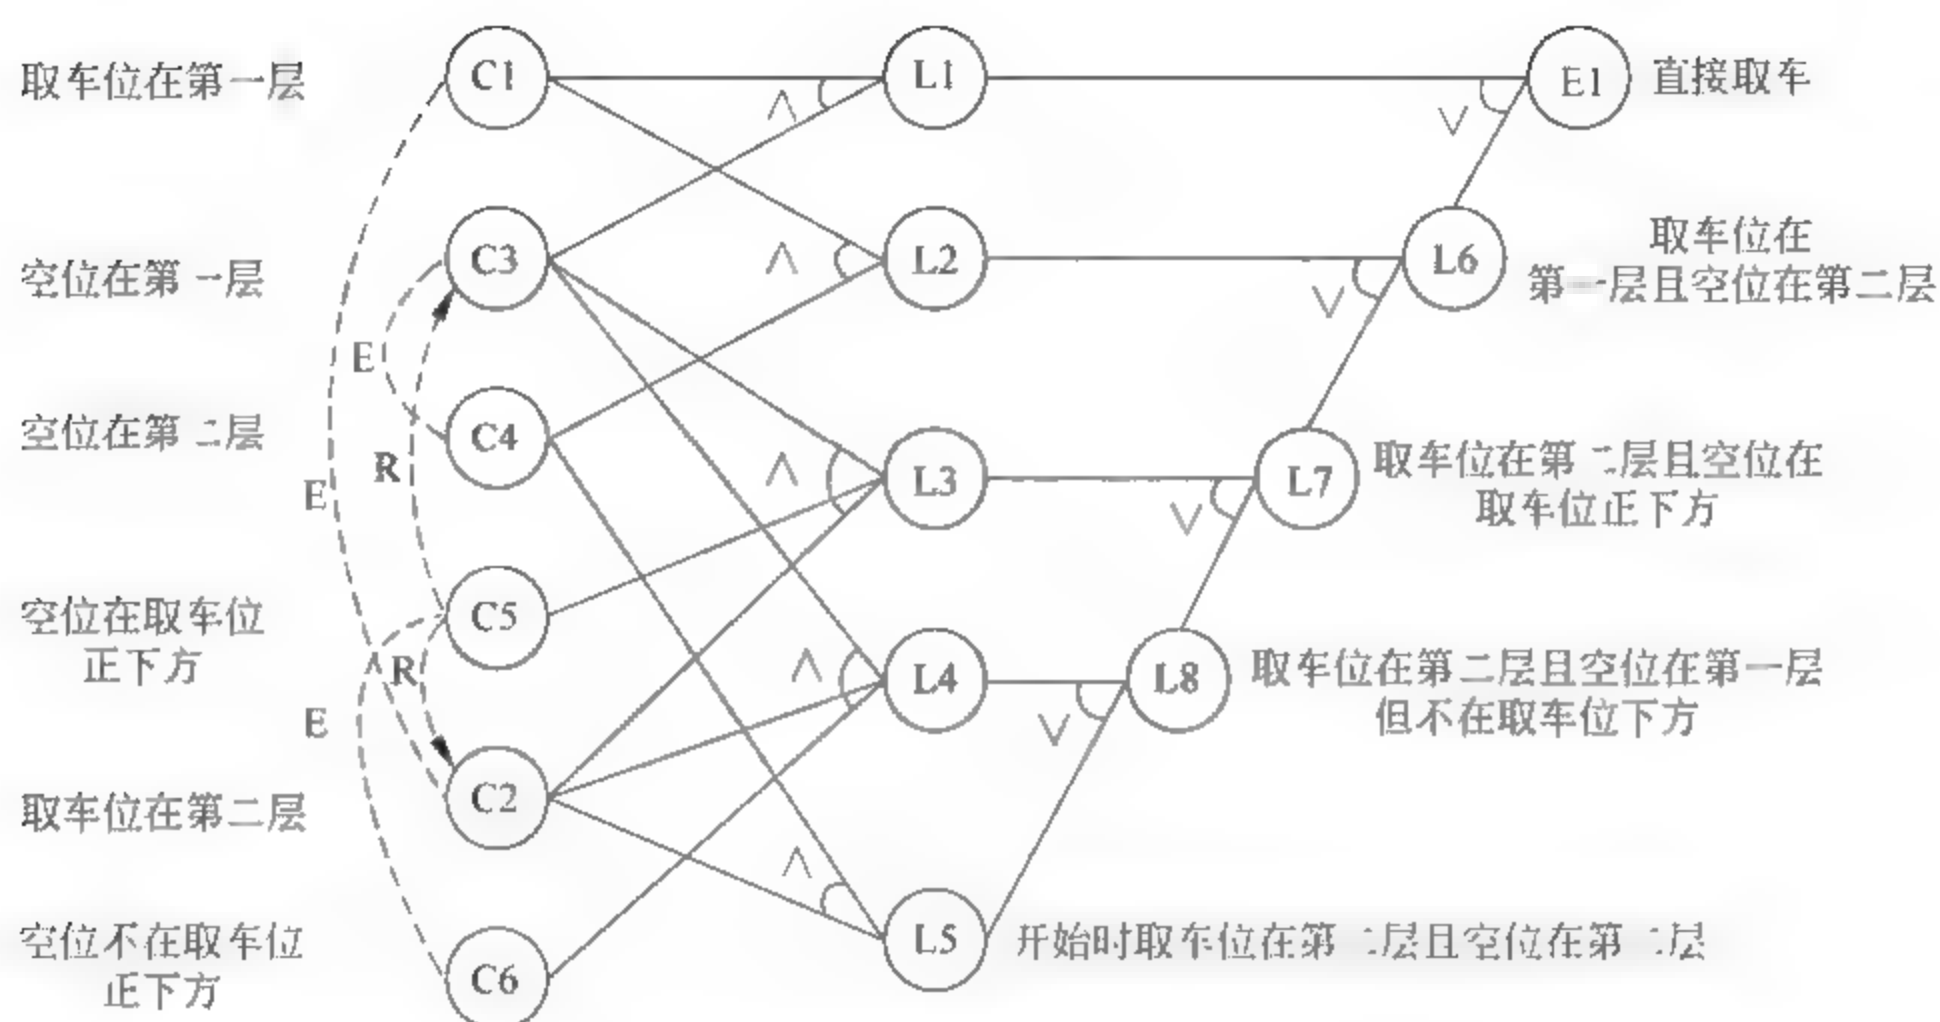 取车位在第一层
C1
∧
L1
∨
E1
直接取车
空位在第一层
C3
∧
L2
∨
L6
取车位在
第一层且空位在第二层
E
空位在第二层
C4
R
E
∧
L3
∨
L7
取车位在第二层且空位在
取车位正下方
空位在取车位
正下方
C5
R
E
∧
L4
∨
L8
取车位在第二层且空位在第一层
但不在取车位下方
取车位在第二层
C2
∧
L5
开始时取车位在第二层且空位在第二层
空位不在取车位
正下方
C6